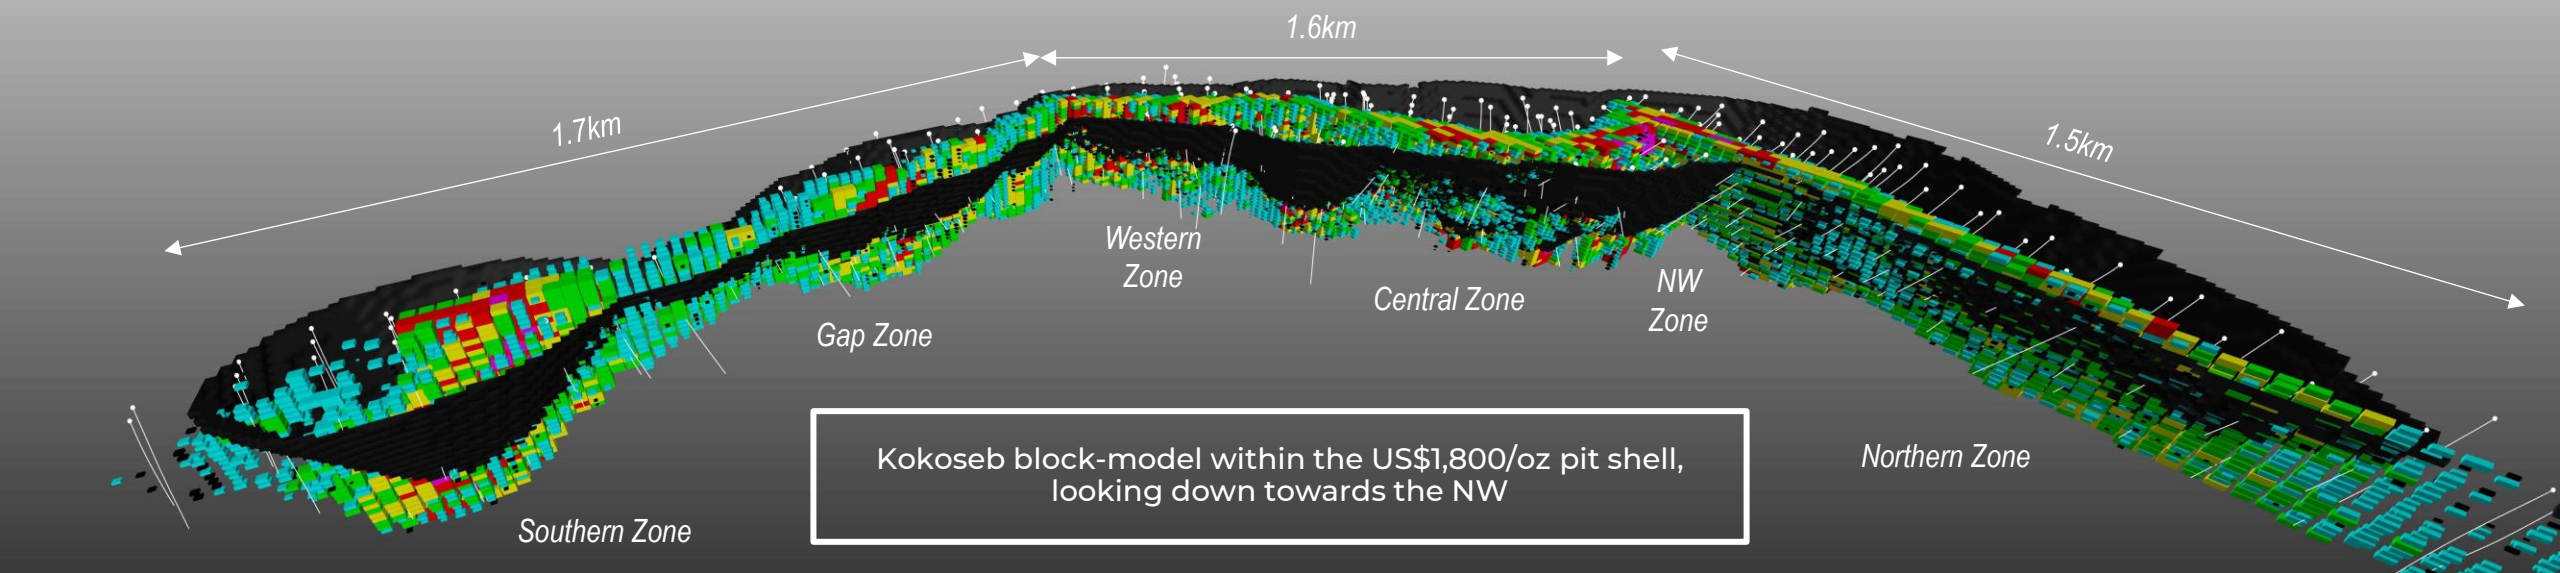 1.6km
1.7km
1.5km
Western
Zone
NW
Zone
Central Zone
Gap Zone
Kokoseb block-model within the US$1,800/oz pit shell,
looking down towards the NW
Northern Zone
Southern Zone